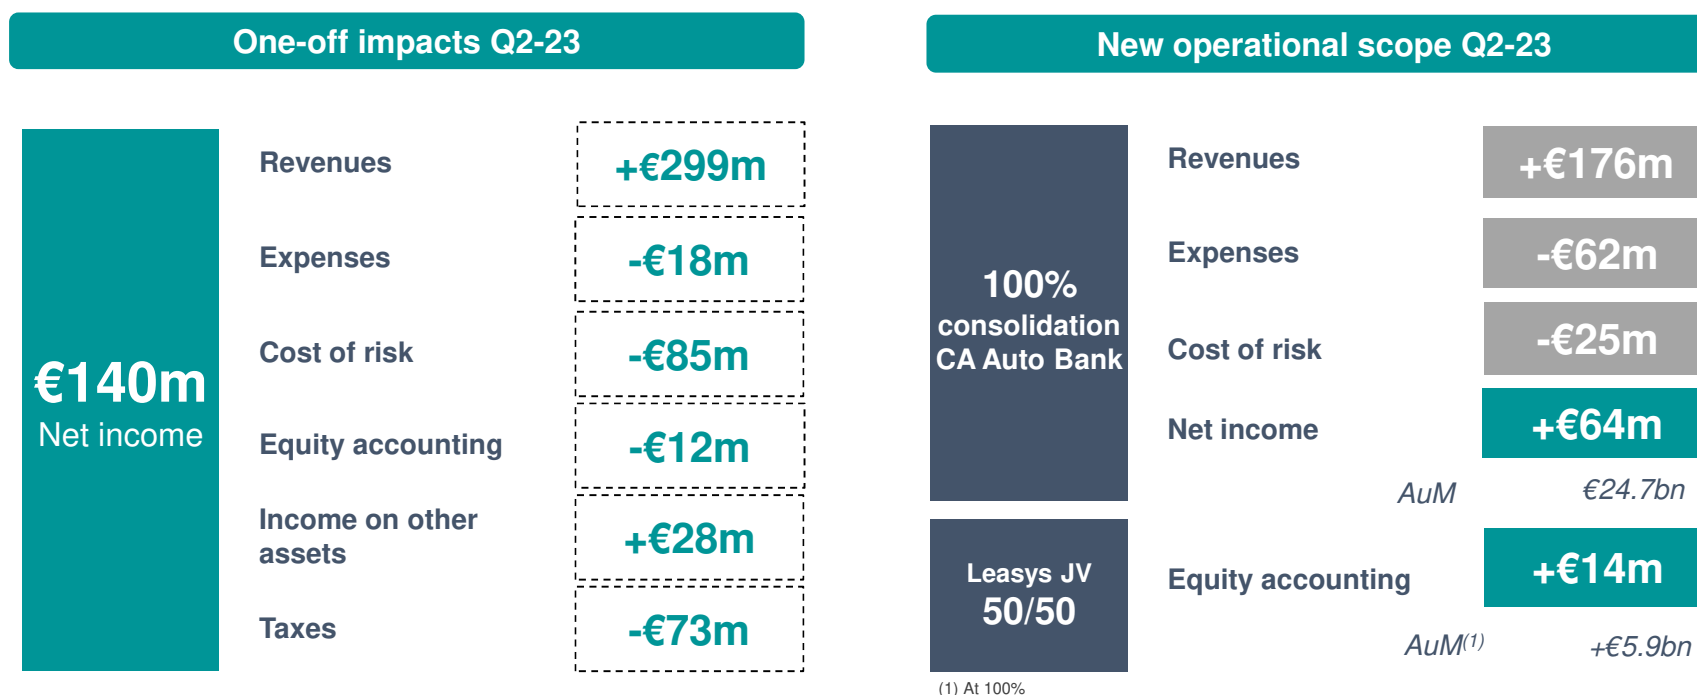 One-off impacts Q2-23
€140m
Net income
Revenues
+€299m
Expenses
-€18m
Cost of risk
-€85m
Equity accounting
-€12m
Income on other
assets
+€28m
Taxes
-€73m
New operational scope Q2-23
100%
consolidation
CA Auto Bank
Revenues
+€176m
Expenses
-€62m
Cost of risk
-€25m
Net income
+€64m
AuM
€24.7bn
Leasys JV
50/50
Equity accounting
+€14m
AuM(1)
+€5.9bn
(1) At 100%